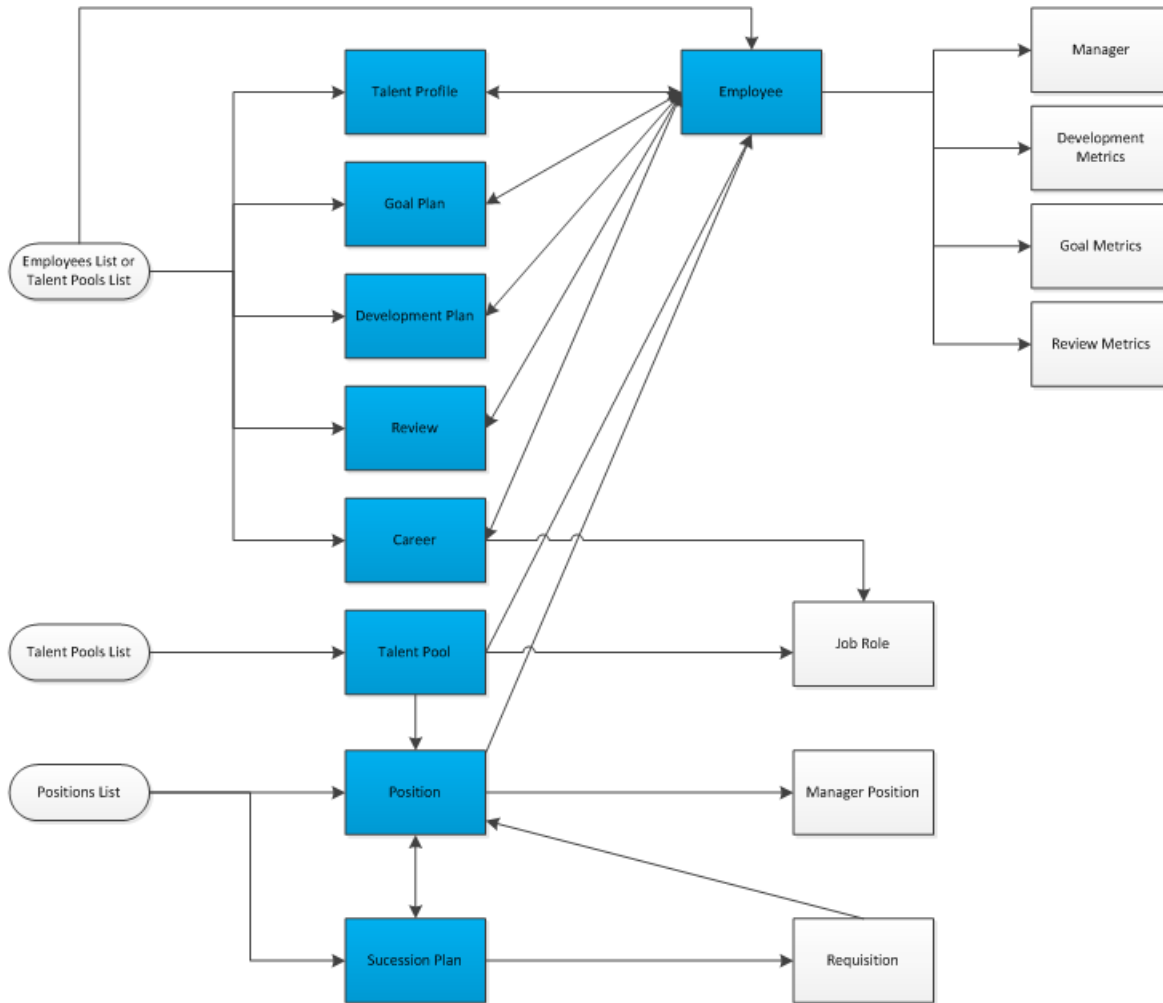 Talent Profile
Employee
Manager
Development
Metrics
Goal Plan
Goal Metrics
Employees List or
Talent Pools List
Development Plan
Review Metrics
Review
Career
Talent Pools List
Talent Pool
Job Role
Positions List
Position
Manager Position
Sucession Plan
Requisition